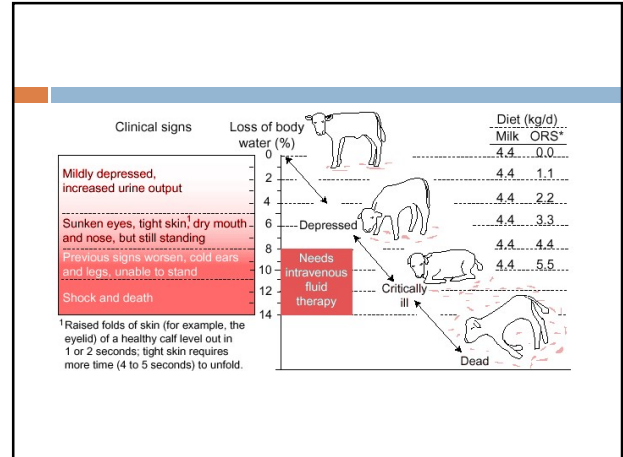 Clinical signs
Loss of body
water (%)
Diet (kg/d)
Milk ORS*
0
4.4 0.0
Mildly depressed,
increased urine output
2
4.4 1.1
4
4.4 2.2
Sunken eyes, tight skin,¹ dry mouth
and nose, but still standing
6
Depressed
4.4 3.3
8
4.4 4.4
Previous signs worsen, cold ears
and legs, unable to stand
10
4.4 5.5
Needs
intravenous
fluid
therapy
12
Critically
ill
Shock and death
14
¹Raised folds of skin (for example, the
eyelid) of a healthy calf level out in
1 or 2 seconds; tight skin requires
more time (4 to 5 seconds) to unfold.
Dead